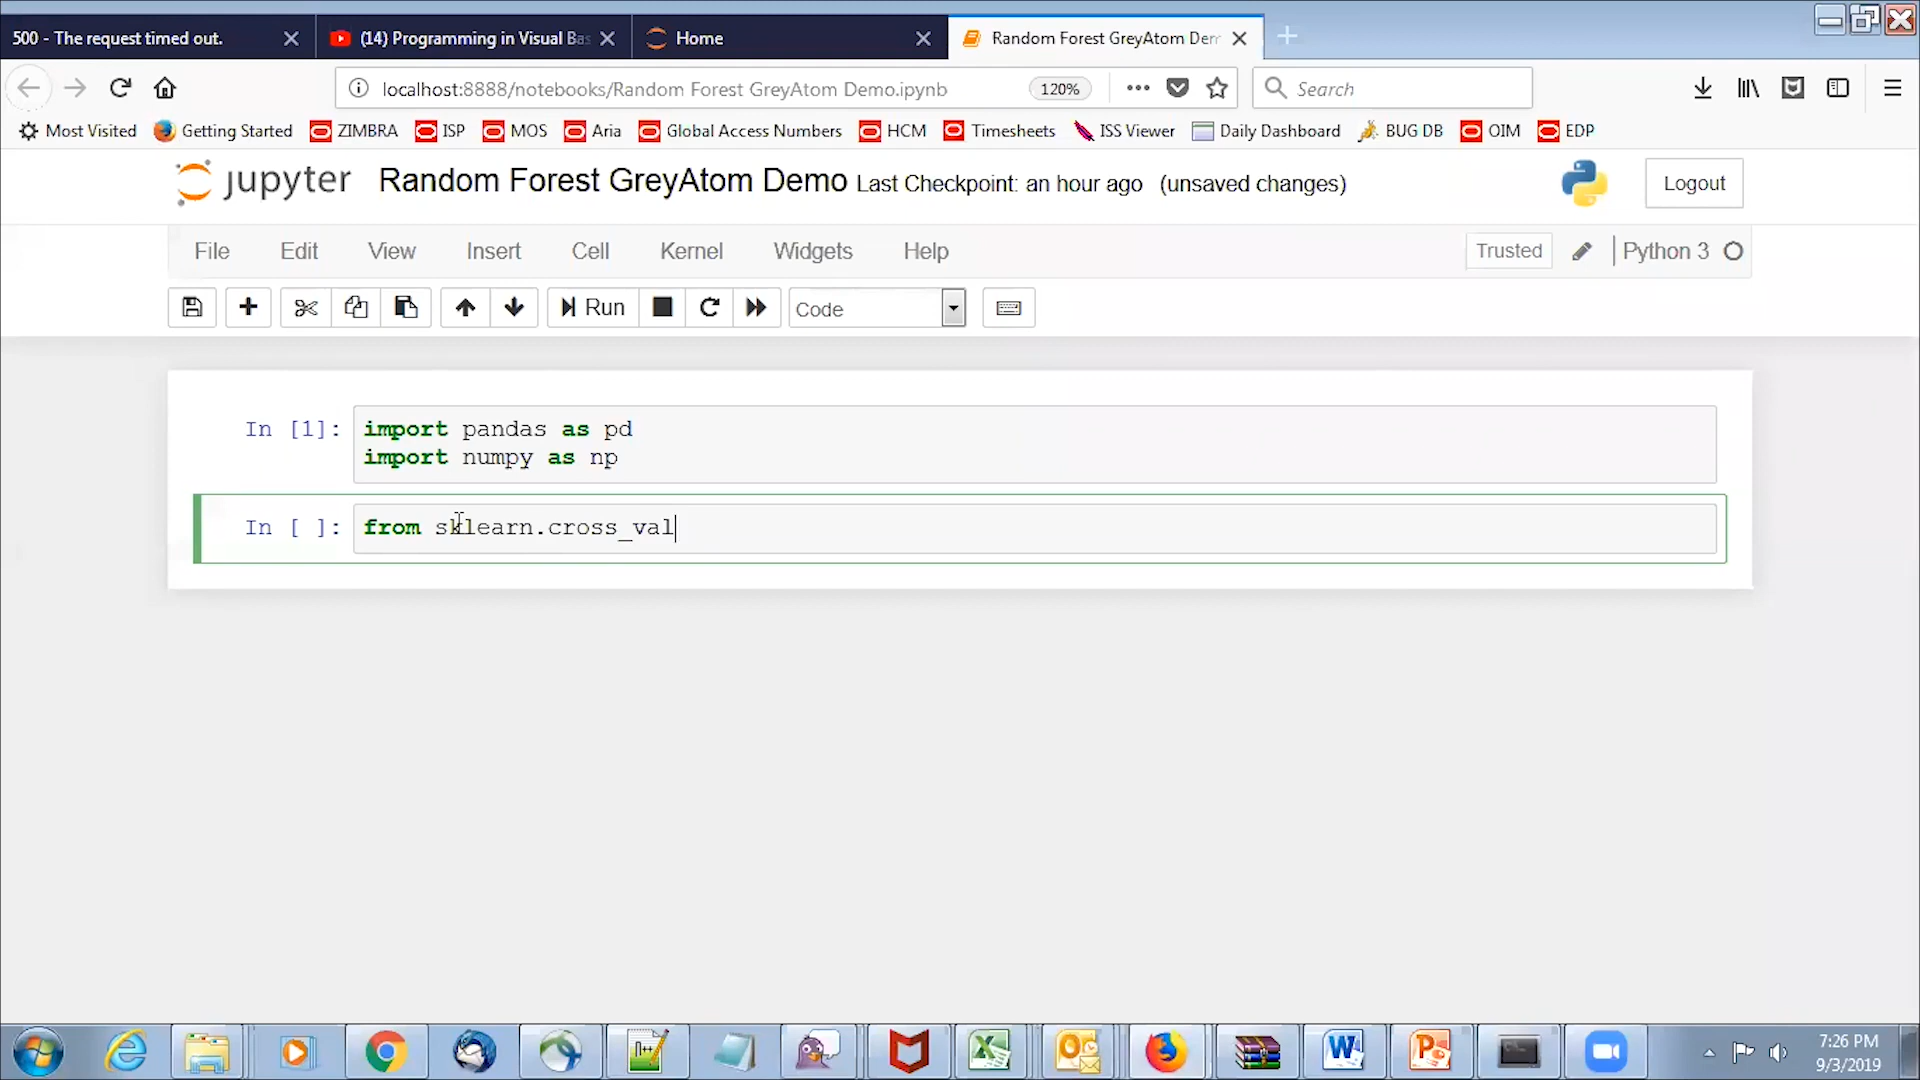 500 - The request timed out.
(14) Programming in Visual Bas
Home
Random Forest GreyAtom Dem
localhost:8888/notebooks/Random Forest GreyAtom Demo.ipynb
120%
Search
Most Visited
Getting Started
ZIMBRA
ISP
MOS
Aria
Global Access Numbers
HCM
Timesheets
ISS Viewer
Daily Dashboard
BUG DB
OIM
EDP
jupyter
Random Forest GreyAtom Demo
Last Checkpoint: an hour ago (unsaved changes)
Logout
File
Edit
View
Insert
Cell
Kernel
Widgets
Help
Trusted
Python 3
Run
Code
In [1]:
import pandas as pd
import numpy as np
In [ ]:
from sklearn.cross_val
7:26 PM
9/3/2019